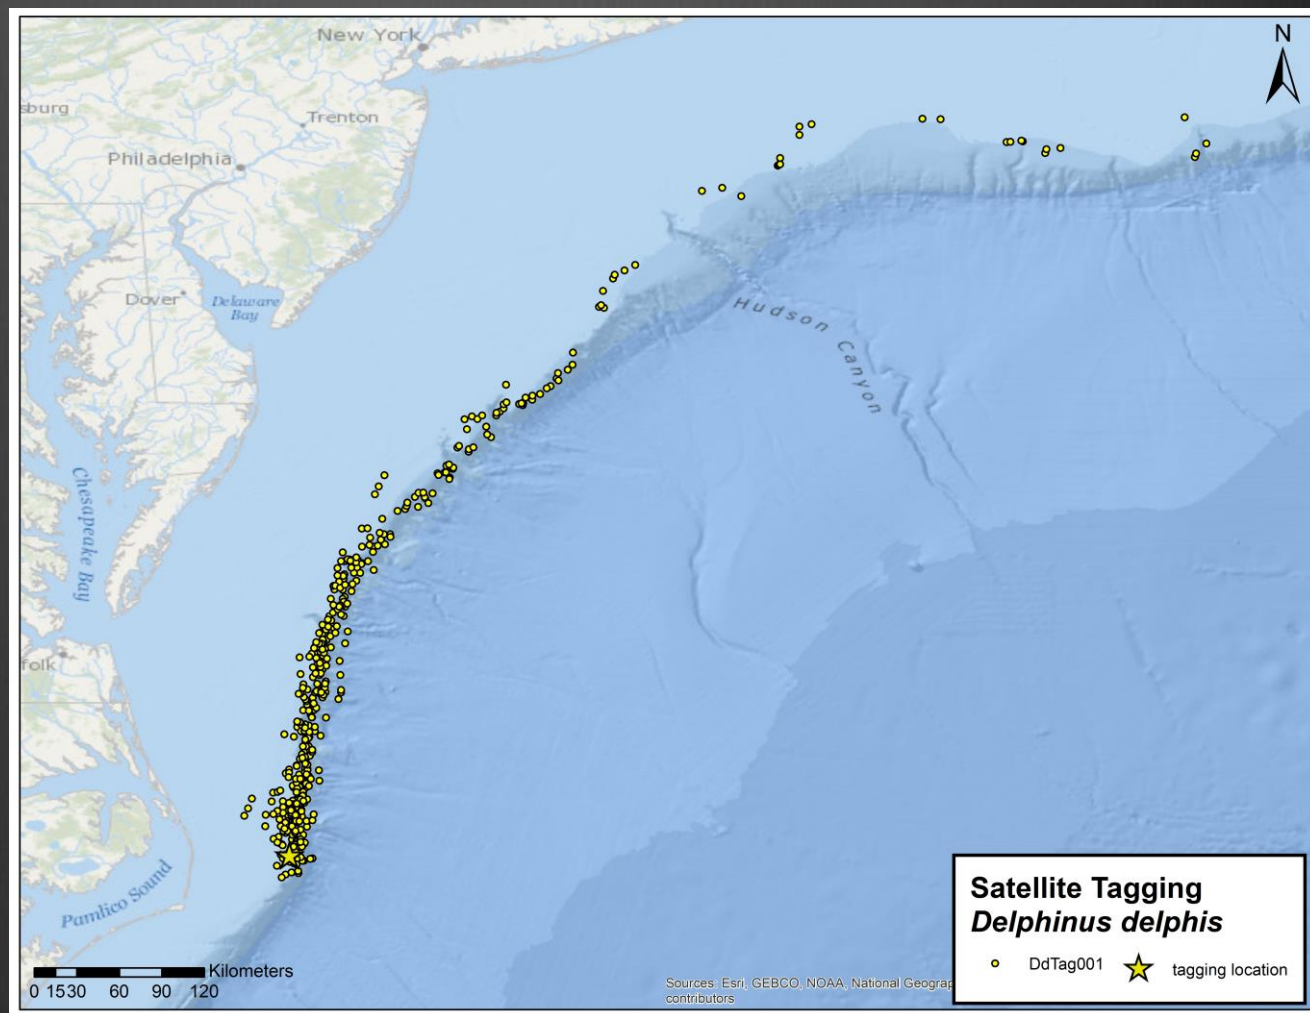 New York
N
sburg
Trenton
Philadelphia
Dover
Delaware
Bay
Hudson Canyon
Chesapeake Bay
folk
Pamlico Sound
Satellite Tagging
Delphinus delphis
DdTag001
tagging location
Kilometers
0 15 30 60 90 120
Sources: Esri, GEBCO, NOAA, National Geograp
contributors